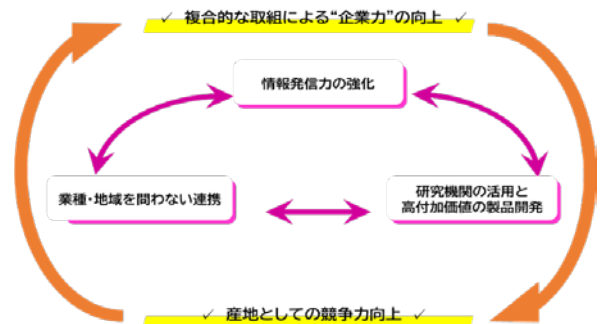 ✓ 複合的な取組による“企業力”の向上 ✓
情報発信力の強化
業種・地域を問わない連携
研究機関の活用と
高付加価値の製品開発
✓ 産地としての競争力向上 ✓